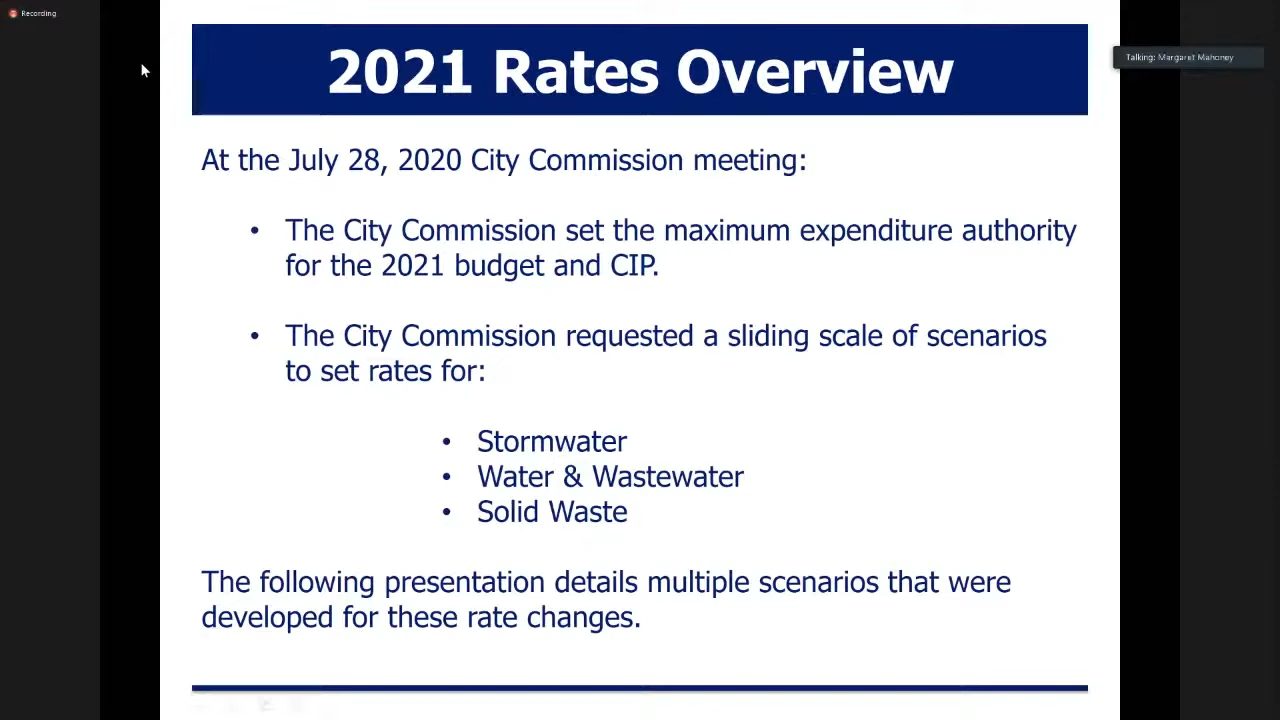 Recording
2021 Rates Overview
Talking: Margaret Mahoney
At the July 28, 2020 City Commission meeting:
• The City Commission set the maximum expenditure authority
for the 2021 budget and CIP.
• The City Commission requested a sliding scale of scenarios
to set rates for:
• Stormwater
• Water & Wastewater
• Solid Waste
The following presentation details multiple scenarios that were
developed for these rate changes.